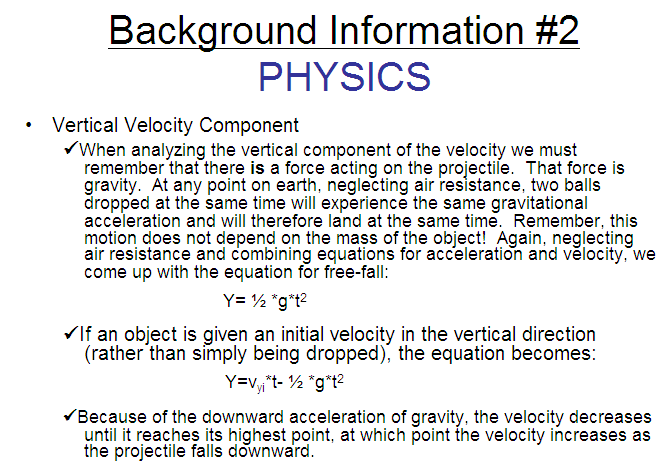 Background Information #2
PHYSICS
• Vertical Velocity Component
✓When analyzing the vertical component of the velocity we must
remember that there is a force acting on the projectile. That force is
gravity. At any point on earth, neglecting air resistance, two balls
dropped at the same time will experience the same gravitational
acceleration and will therefore land at the same time. Remember, this
motion does not depend on the mass of the object! Again, neglecting
air resistance and combining equations for acceleration and velocity, we
come up with the equation for free-fall:
Y= ½ *g*t²
✓If an object is given an initial velocity in the vertical direction
(rather than simply being dropped), the equation becomes:
Y=vyi*t- ½ *g*t²
✓Because of the downward acceleration of gravity, the velocity decreases
until it reaches its highest point, at which point the velocity increases as
the projectile falls downward.